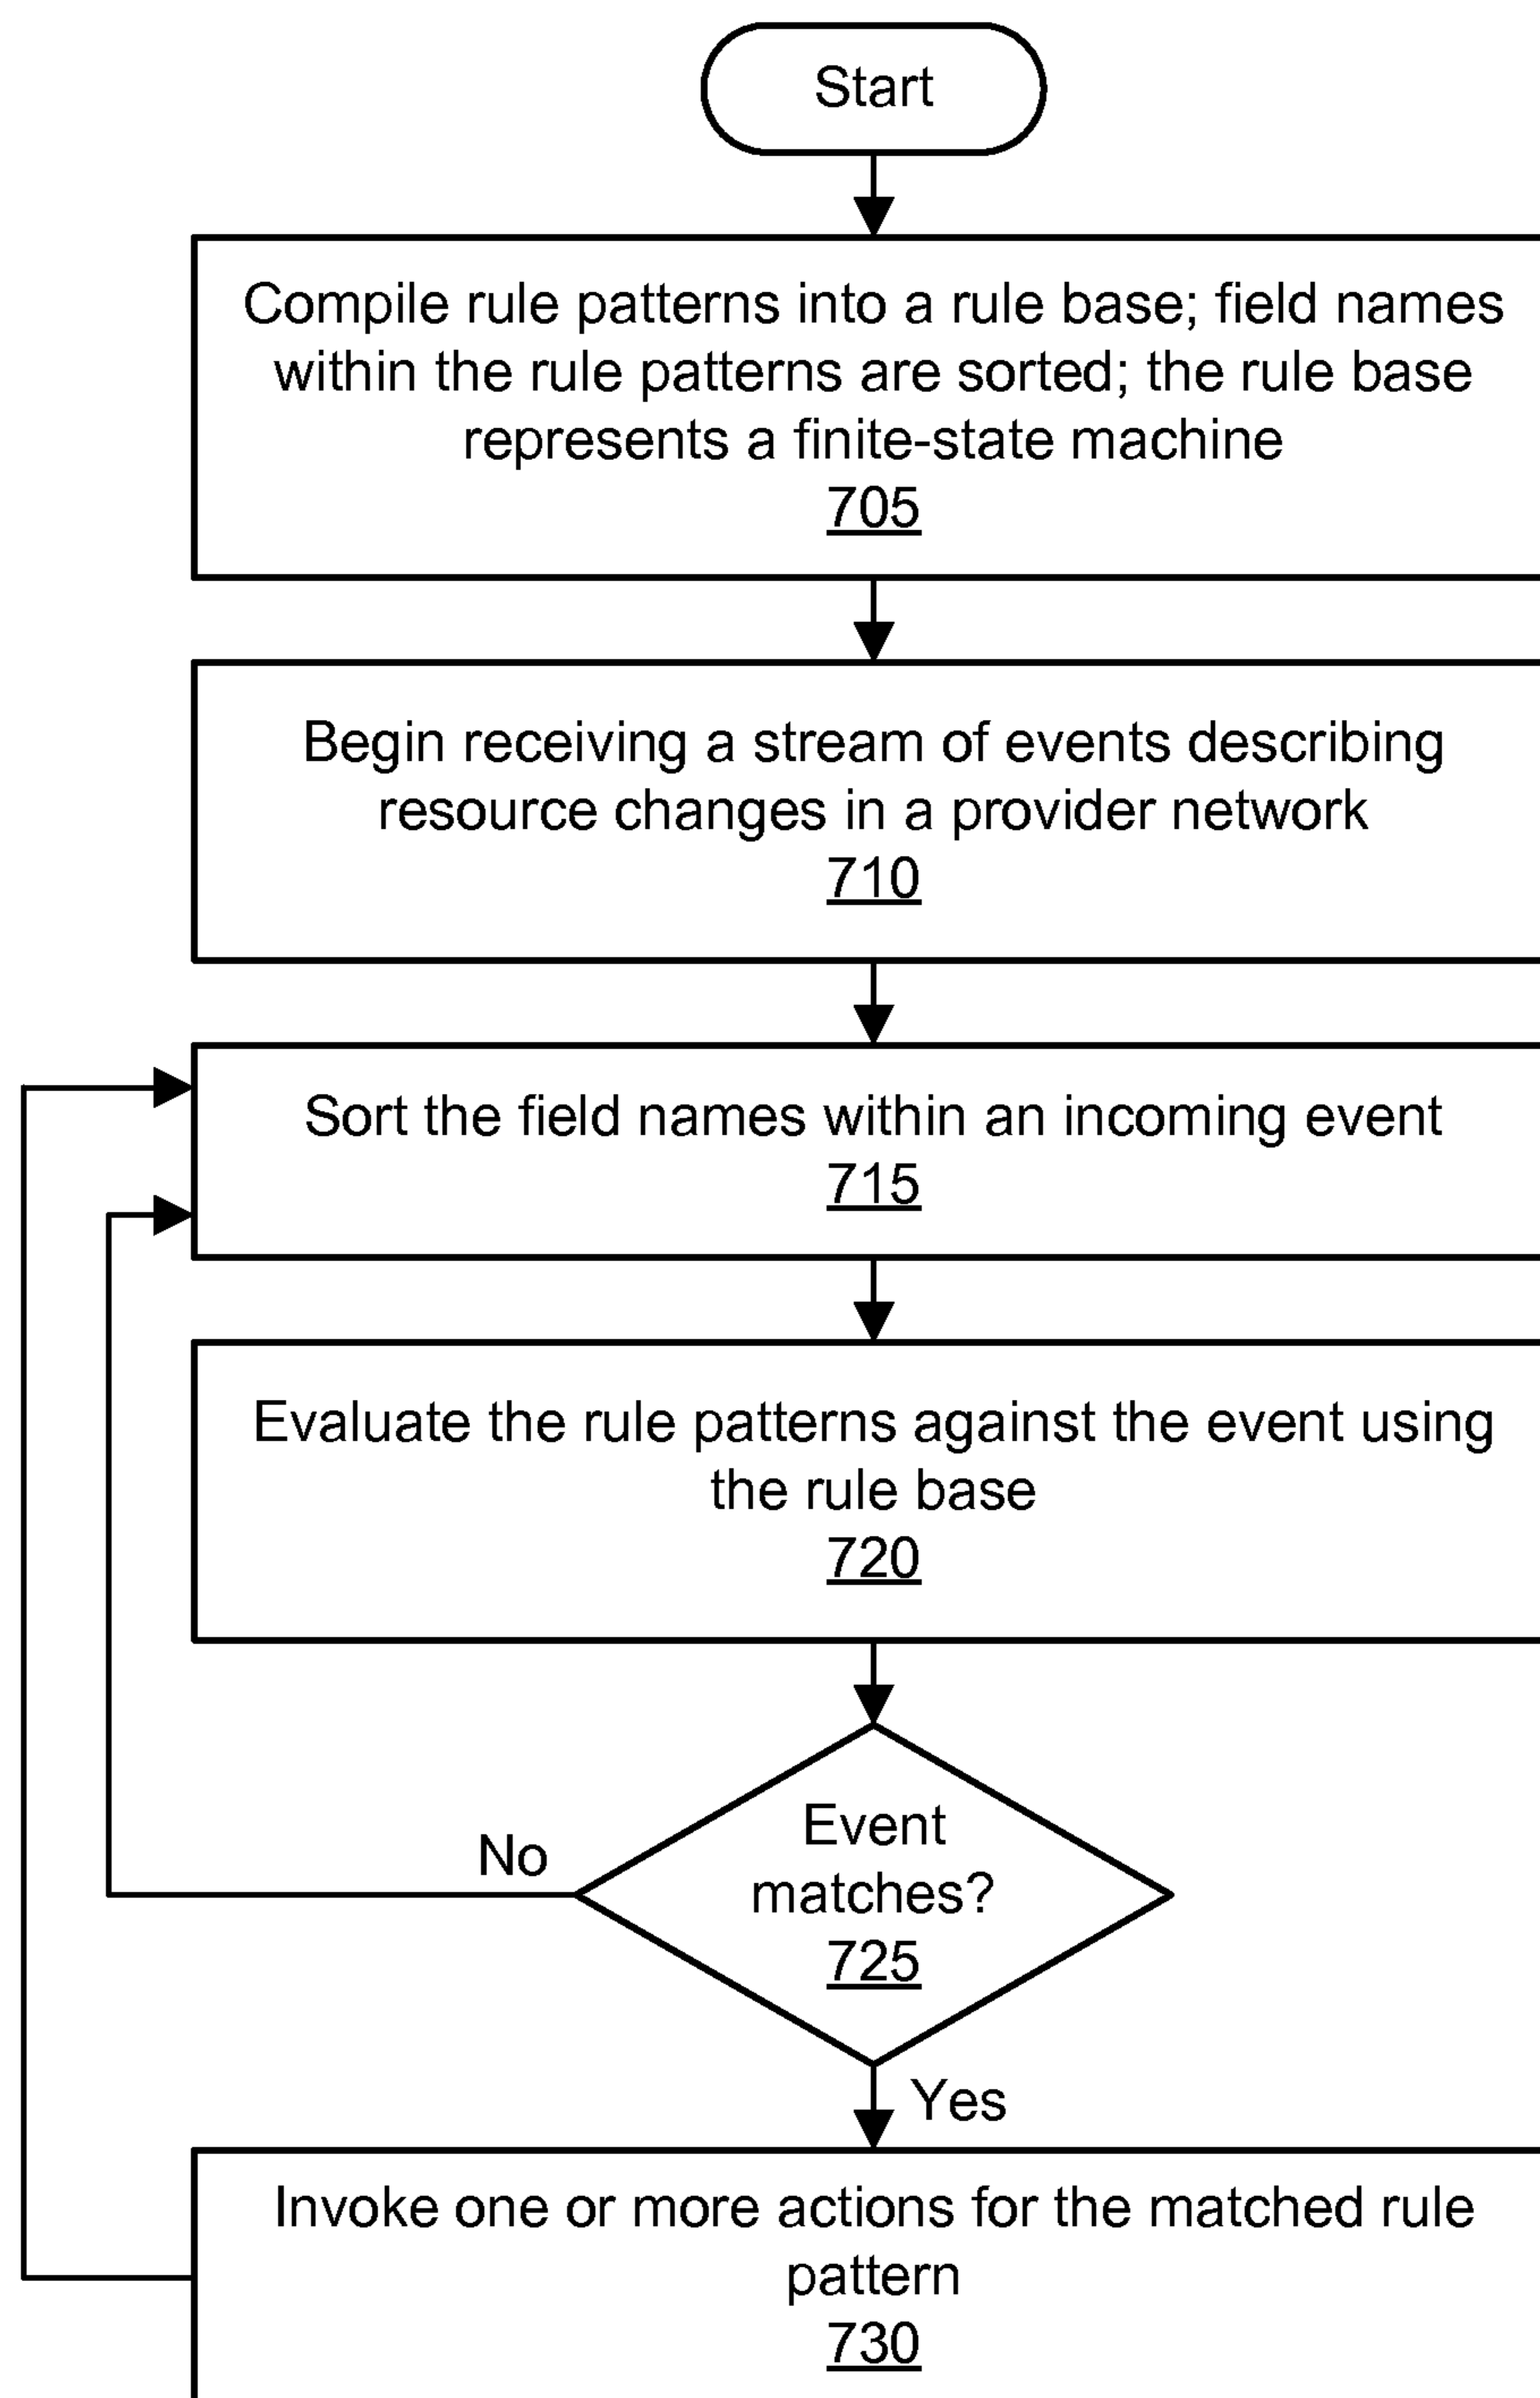 Start
Compile rule patterns into a rule base; field names
within the rule patterns are sorted; the rule base
represents a finite-state machine
705
Begin receiving a stream of events describing
resource changes in a provider network
710
Sort the field names within an incoming event
715
Evaluate the rule patterns against the event using
the rule base
720
Event
matches?
725
No
Yes
Invoke one or more actions for the matched rule
pattern
730